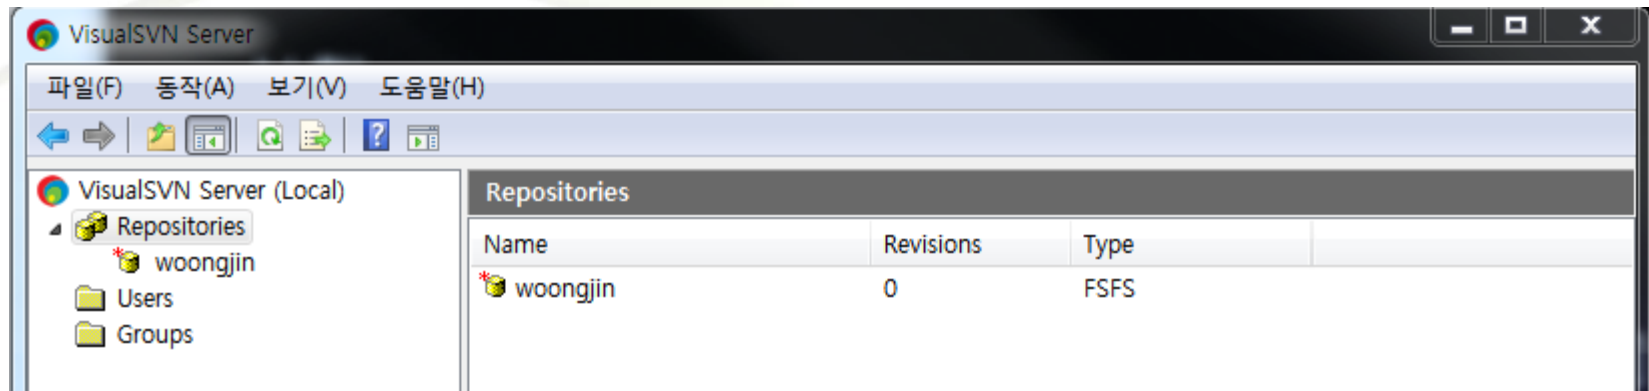 VisualSVN Server
파일(F) 동작(A) 보기(V) 도움말(H)
VisualSVN Server (Local)
Repositories
woongjin
Users
Groups
Repositories
Name Revisions Type
woongjin 0 FSFS